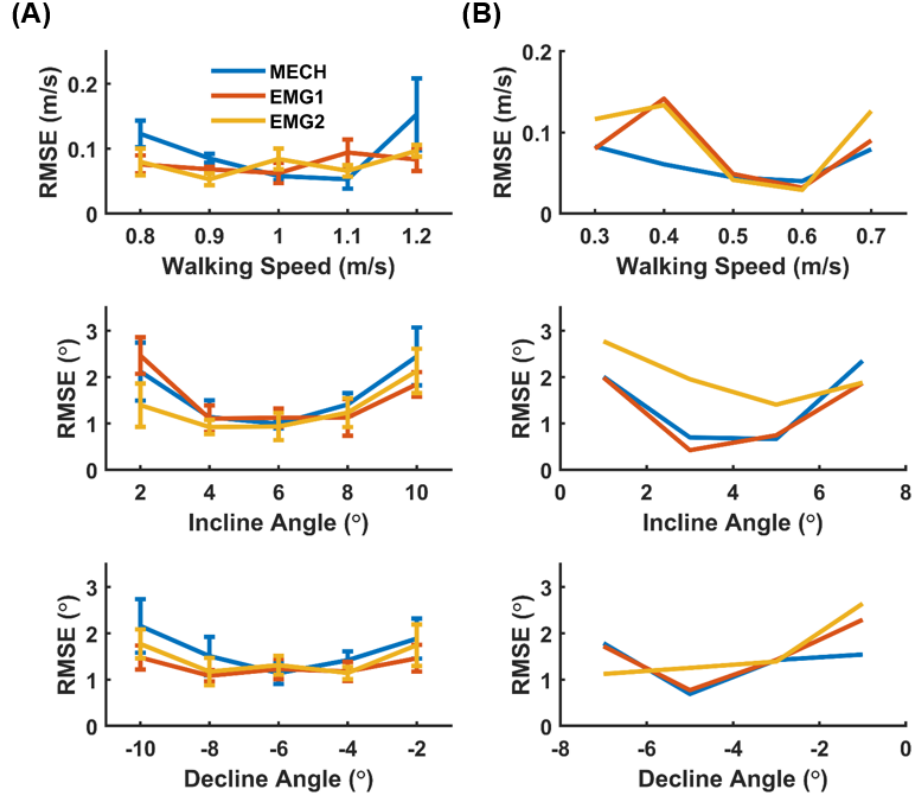 (A)
RMSE (m/s)
0.2
0.1
0
MECH
EMG1
EMG2
0.8 0.9 1 1.1 1.2
Walking Speed (m/s)
RMSE (°)
3
2
1
0
2 4 6 8 10
Incline Angle (°)
RMSE (°)
3
2
1
0
-10 -8 -6 -4 -2
Decline Angle (°)
(B)
RMSE (m/s)
0.2
0.1
0
0.3 0.4 0.5 0.6 0.7
Walking Speed (m/s)
RMSE (°)
3
2
1
0
0 2 4 6 8
Incline Angle (°)
RMSE (°)
3
2
1
0
-8 -6 -4 -2 0
Decline Angle (°)